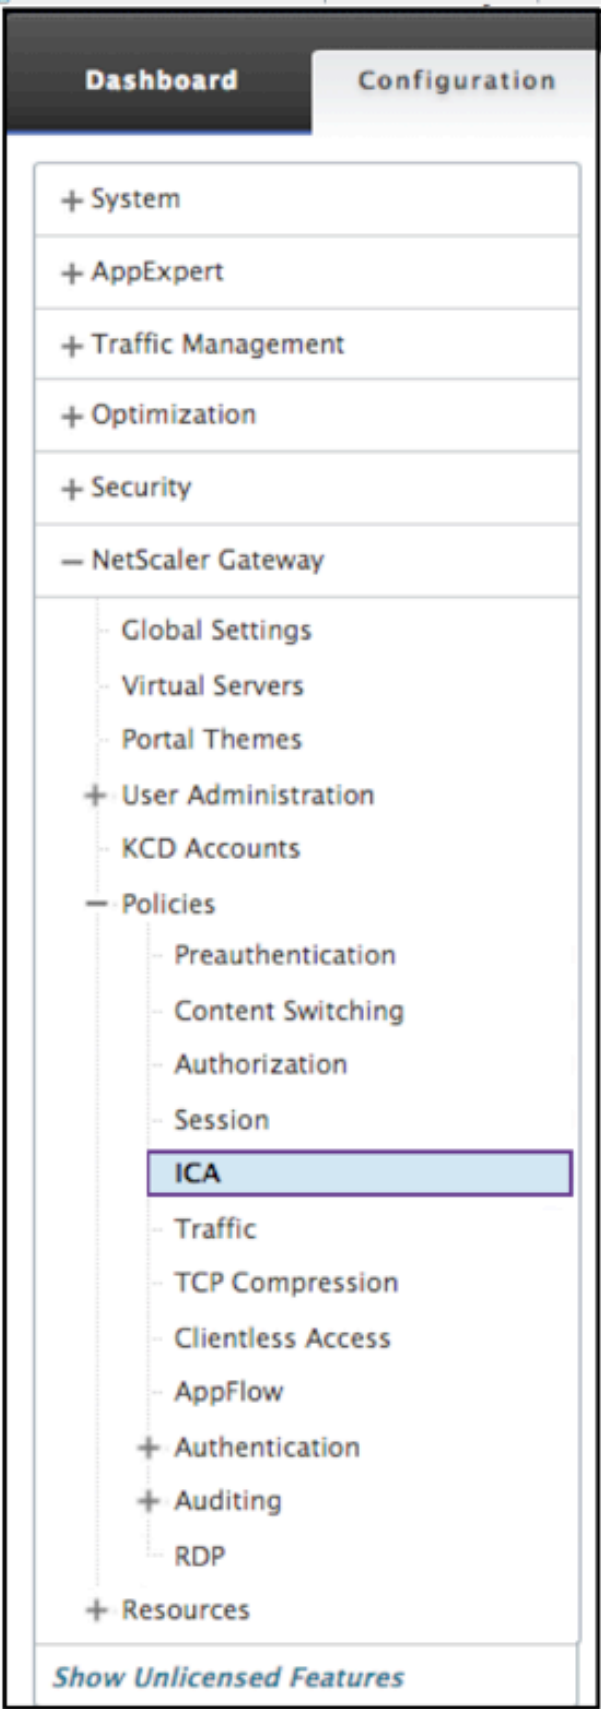 Dashboard Configuration
System
AppExpert
Traffic Management
Optimization
Security
NetScaler Gateway
Global Settings
Virtual Servers
Portal Themes
User Administration
KCD Accounts
Policies
Preauthentication
Content Switching
Authorization
Session
ICA
Traffic
TCP Compression
Clientless Access
AppFlow
Authentication
Auditing
RDP
Resources
Show Unlicensed Features